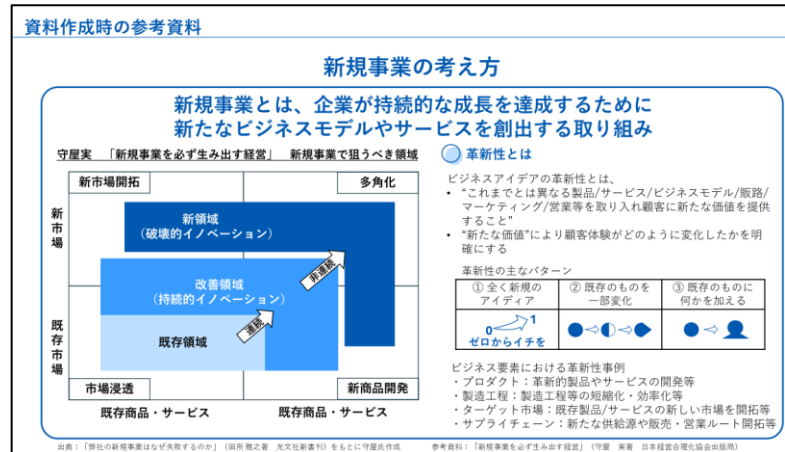 資料作成時の参考資料
新規事業の考え方
新規事業とは、企業が持続的な成長を達成するために
新たなビジネスモデルやサービスを創出する取り組み
守屋実 「新規事業を必ず生み出す経営」 新規事業で狙うべき領域
新市場開拓
多角化
新市場
新領域
(破壊的イノベーション)
非連続
改善領域
(持続的イノベーション)
連続
既存市場
既存領域
市場浸透
新商品開発
既存商品・サービス
既存商品・サービス
革新性とは
ビジネスアイデアの革新性とは、
• “これまでとは異なる製品/サービス/ビジネスモデル/販路/
マーケティング/営業等を取り入れ顧客に新たな価値を提供
すること”
• “新たな価値”により顧客体験がどのように変化したかを明
確にする
革新性の主なパターン
① 全く新規の
アイディア
② 既存のものを
一部変化
③ 既存のものに
何かを加える
0 1
ゼロからイチを
ビジネス要素における革新性事例
・プロダクト：革新的製品やサービスの開発等
・製造工程：製造工程等の短縮化・効率化等
・ターゲット市場：既存製品/サービスの新しい市場を開拓等
・サプライチェーン：新たな供給源や販売・営業ルート開拓等
出典：「御社の新規事業はなぜ失敗するのか」（田所雅之著 光文社新書刊）をもとに守屋氏作成
参考資料：「新規事業を必ず生み出す経営」（守屋 実著 日本経営合理化協会出版局）